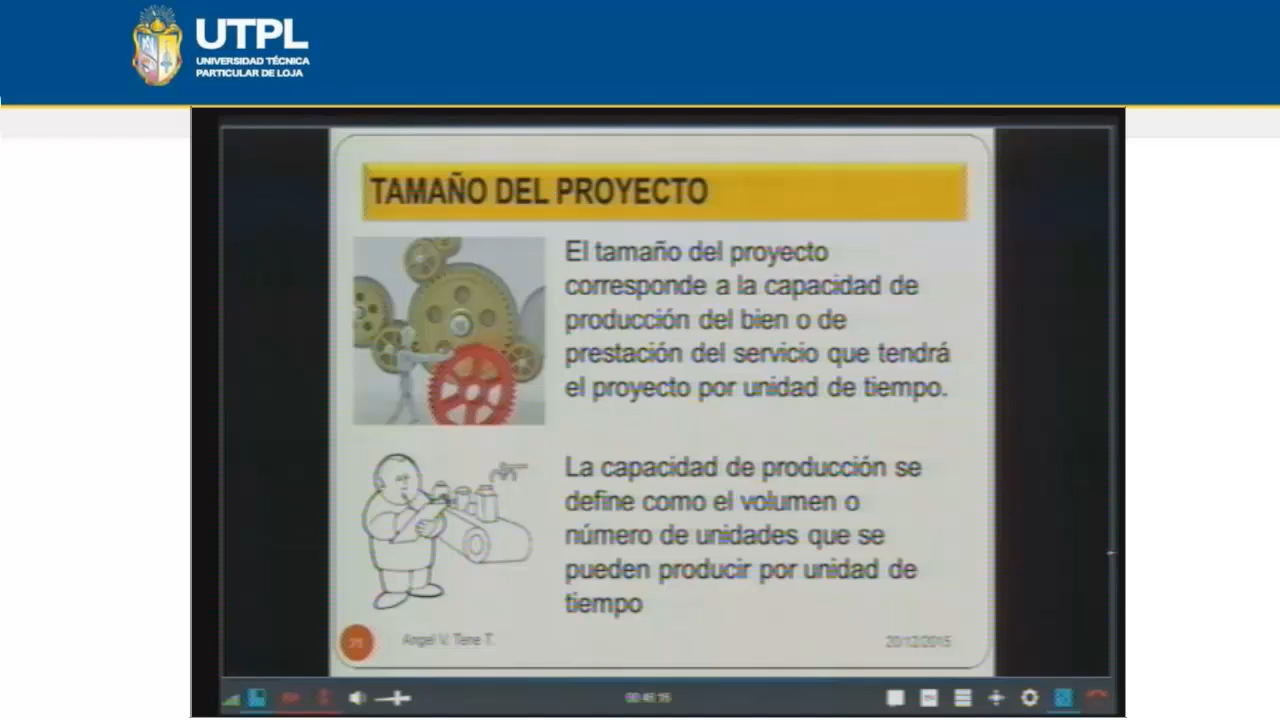 UTPL
UNIVERSIDAD TÉCNICA
PARTICULAR DE LOJA
TAMAÑO DEL PROYECTO
El tamaño del proyecto
corresponde a la capacidad de
producción del bien o de
prestación del servicio que tendrá
el proyecto por unidad de tiempo.
La capacidad de producción se
define como el volumen o
número de unidades que se
pueden producir por unidad de
tiempo
Angel V. Tene T.
20/12/2015